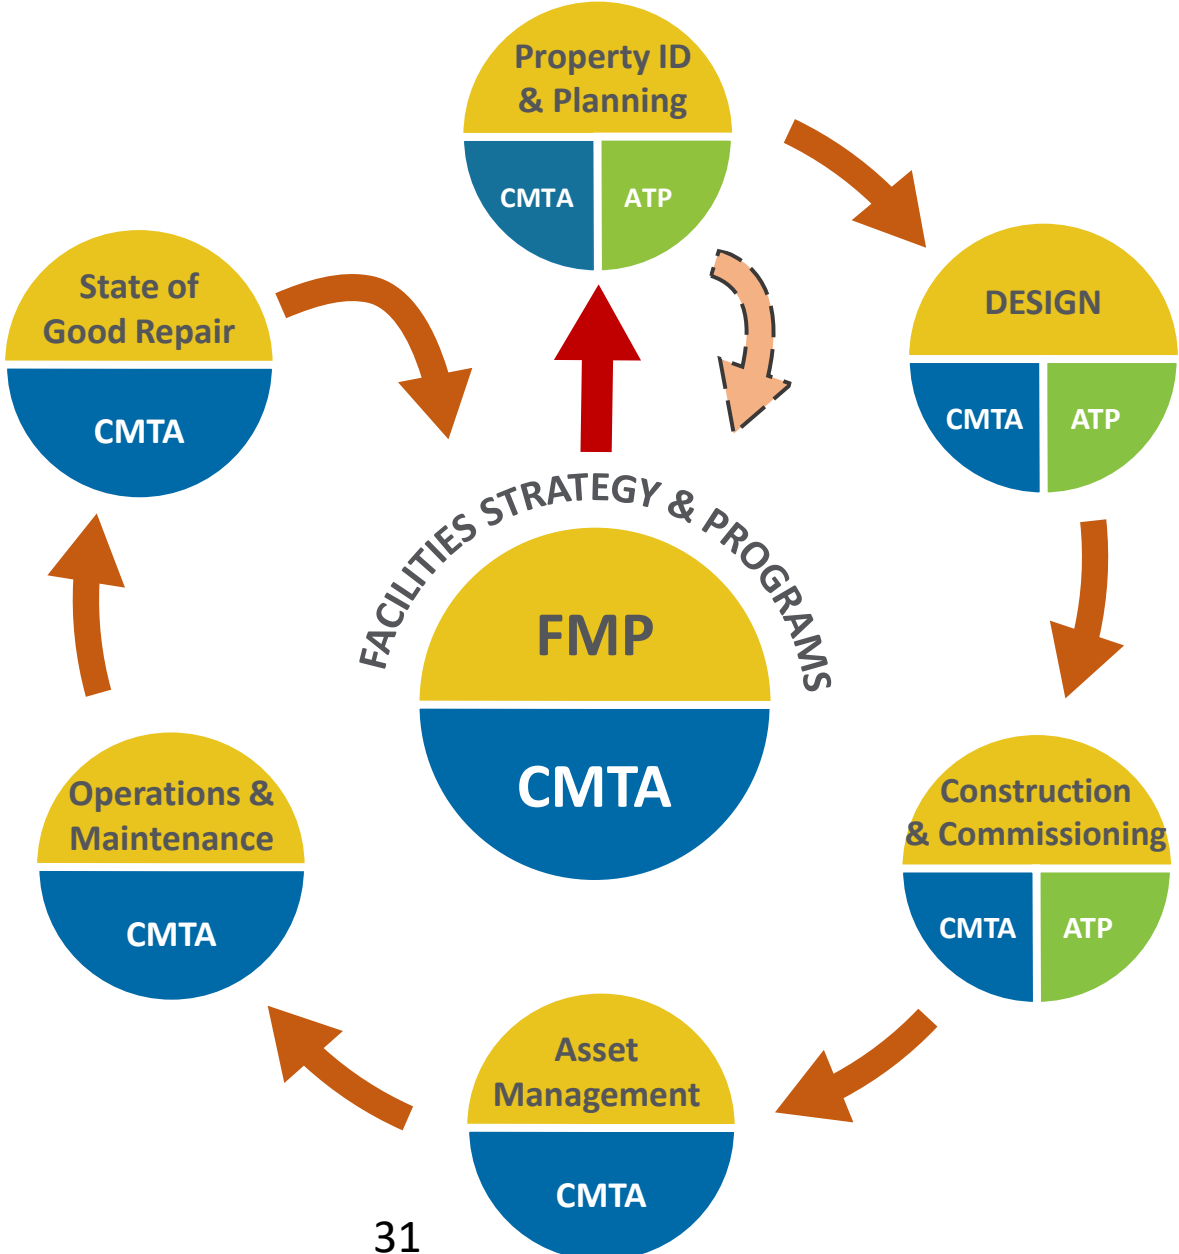 Property ID
& Planning
CMTA
ATP
DESIGN
CMTA
ATP
State of
Good Repair
CMTA
FACILITIES STRATEGY & PROGRAMS
FMP
CMTA
Operations &
Maintenance
CMTA
Construction
& Commissioning
CMTA
ATP
Asset
Management
CMTA
31